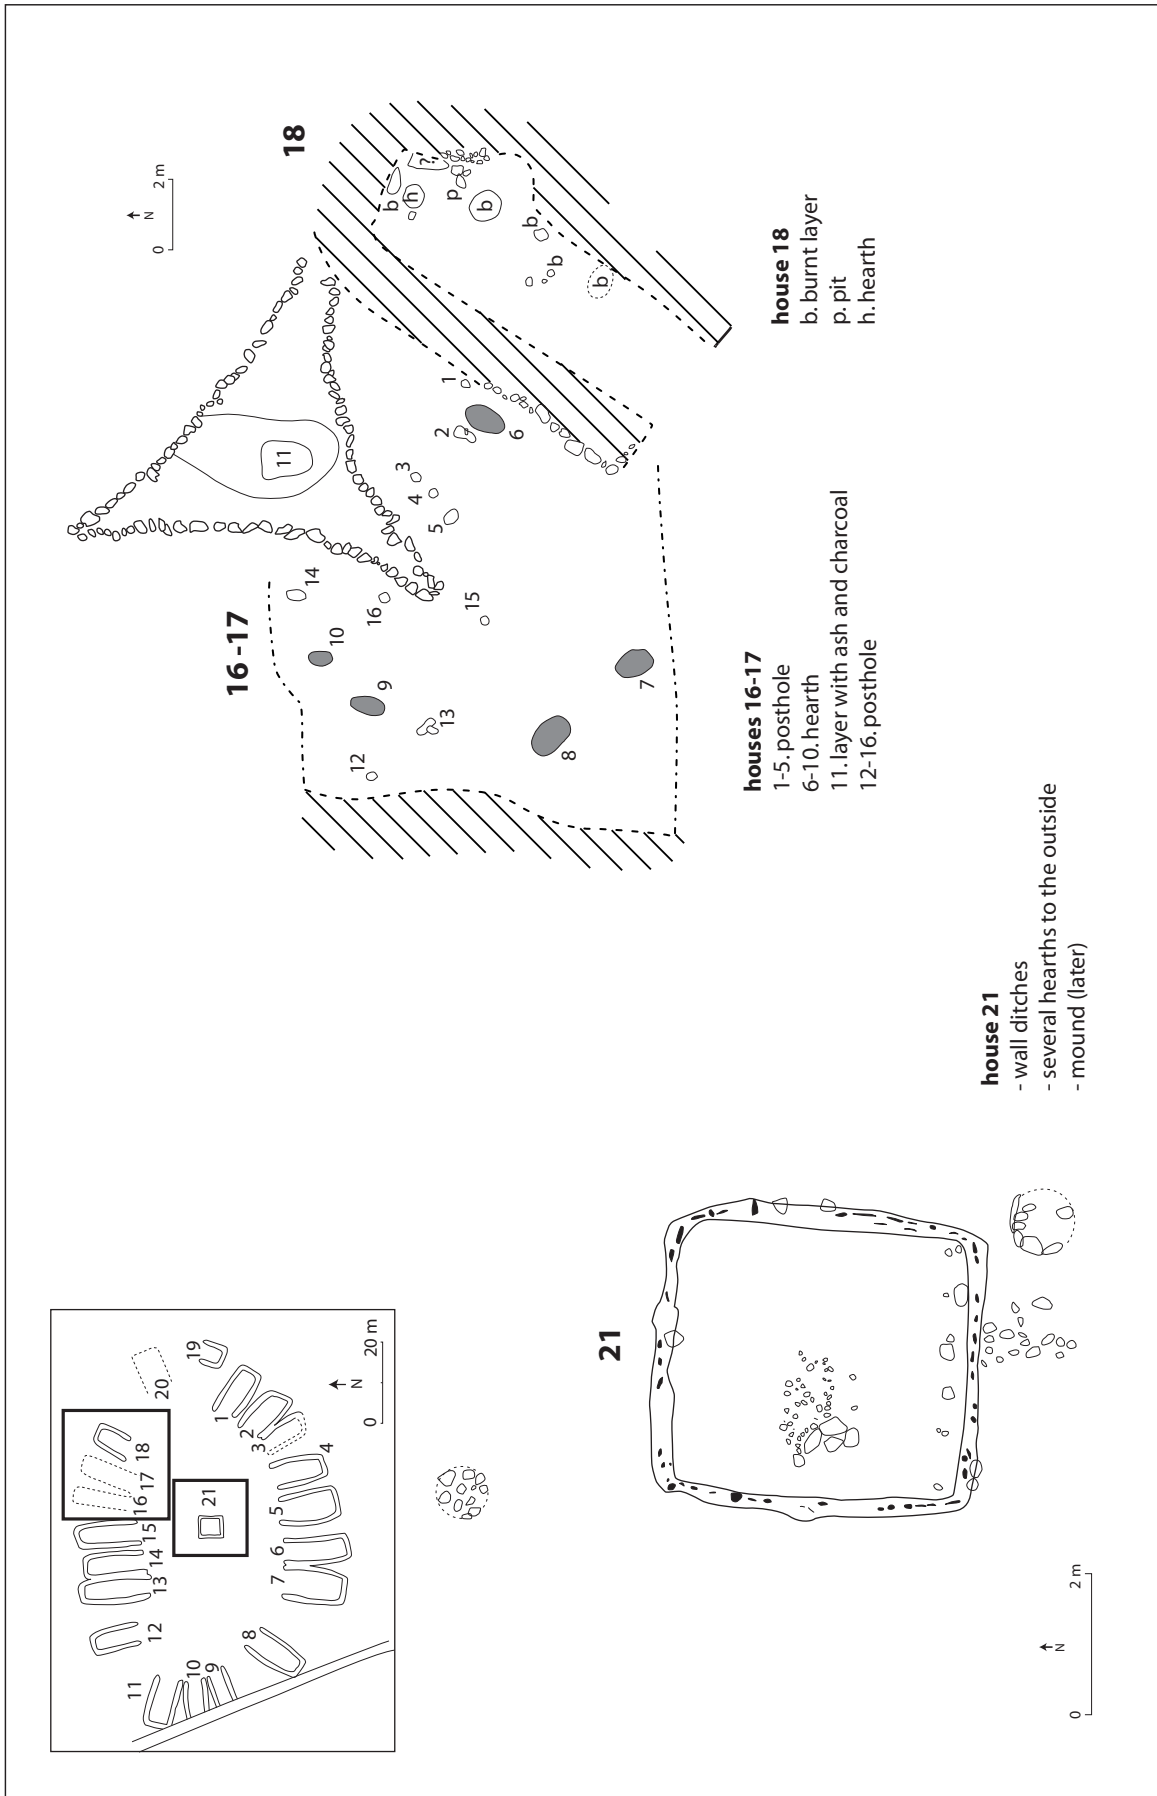 18
0
2 m
N
b
h
?
p
b
b
b
b
house 18
b. burnt layer
p. pit
h. hearth
16-17
11
1
2
6
3
4
5
14
16
15
10
9
13
12
7
8
houses 16-17
1-5. posthole
6-10. hearth
11. layer with ash and charcoal
12-16. posthole
19
20
1
2
3
4
18
17
16
21
15
14
13
12
11
10
9
8
5
6
7
0
20 m
N
21
house 21
- wall ditches
- several hearths to the outside
- mound (later)
0
2 m
N